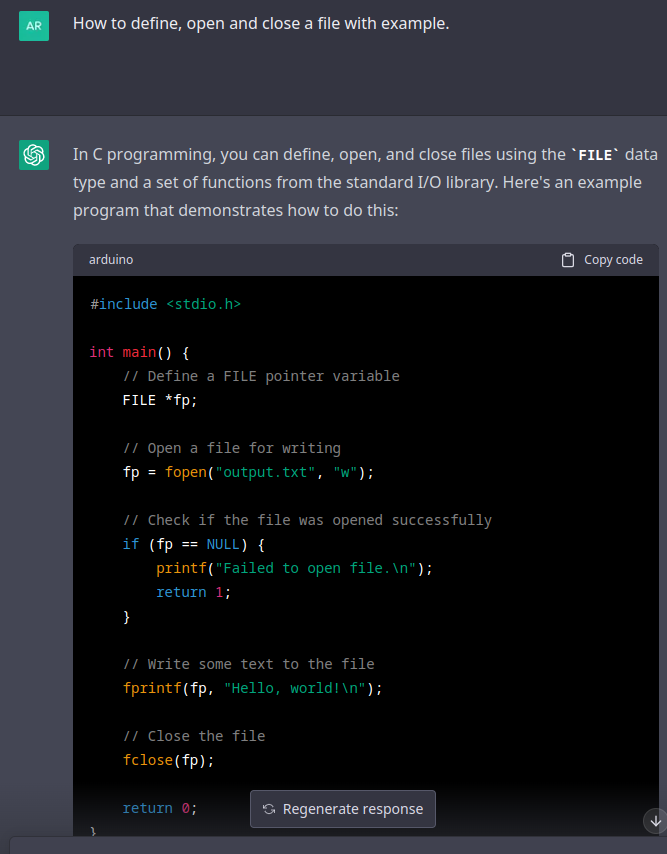 AR
How to define, open and close a file with example.
In C programming, you can define, open, and close files using the `FILE` data
type and a set of functions from the standard I/O library. Here's an example
program that demonstrates how to do this:
arduino
Copy code
#include <stdio.h>
int main() {
    // Define a FILE pointer variable
    FILE *fp;
    // Open a file for writing
    fp = fopen("output.txt", "w");
    // Check if the file was opened successfully
    if (fp == NULL) {
        printf("Failed to open file.\n");
        return 1;
    }
    // Write some text to the file
    fprintf(fp, "Hello, world!\n");
    // Close the file
    fclose(fp);
    return 0;
Regenerate response
}